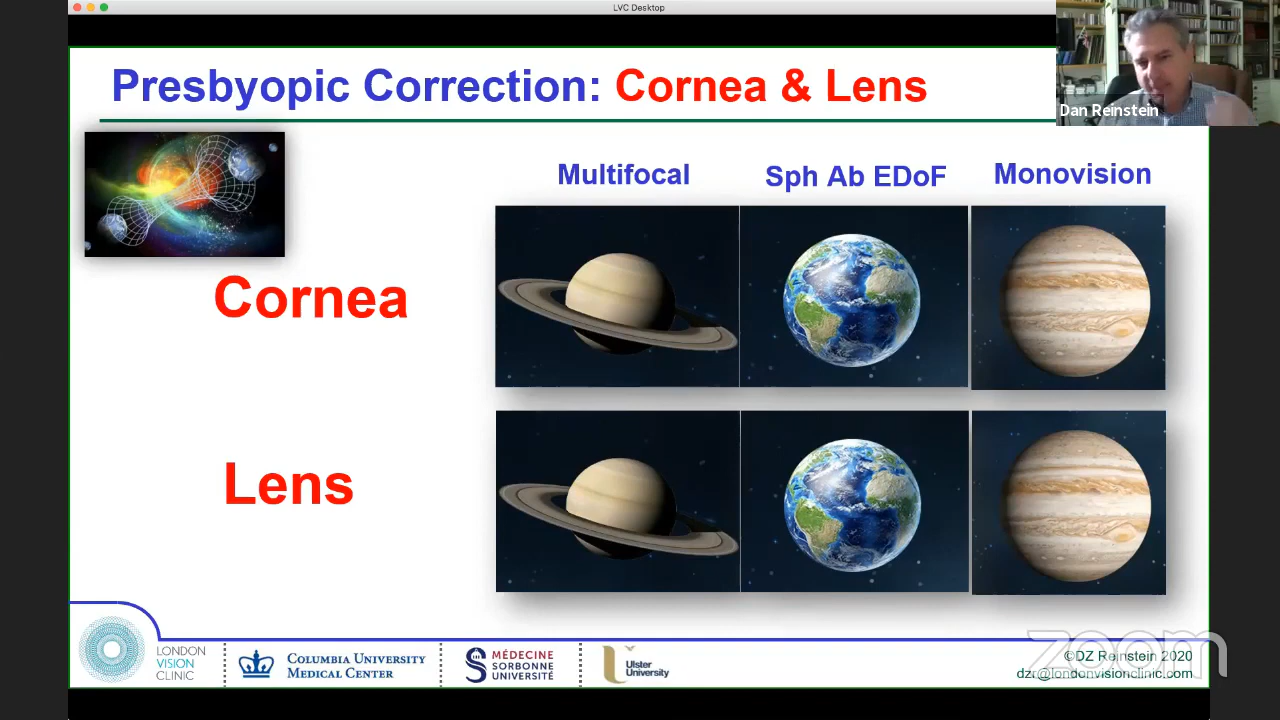 LVC Desktop
Presbyopic Correction: Cornea & Lens
Dan Reinstein
Multifocal
Sph Ab EDoF
Monovision
Cornea
Lens
LONDON
VISION
CLINIC
COLUMBIA UNIVERSITY
MEDICAL CENTER
MÉDECINE
SORBONNE
UNIVERSITÉ
Ulster
University
zoom
©DZ Reinstein 2020
dzr@londonvisionclinic.com